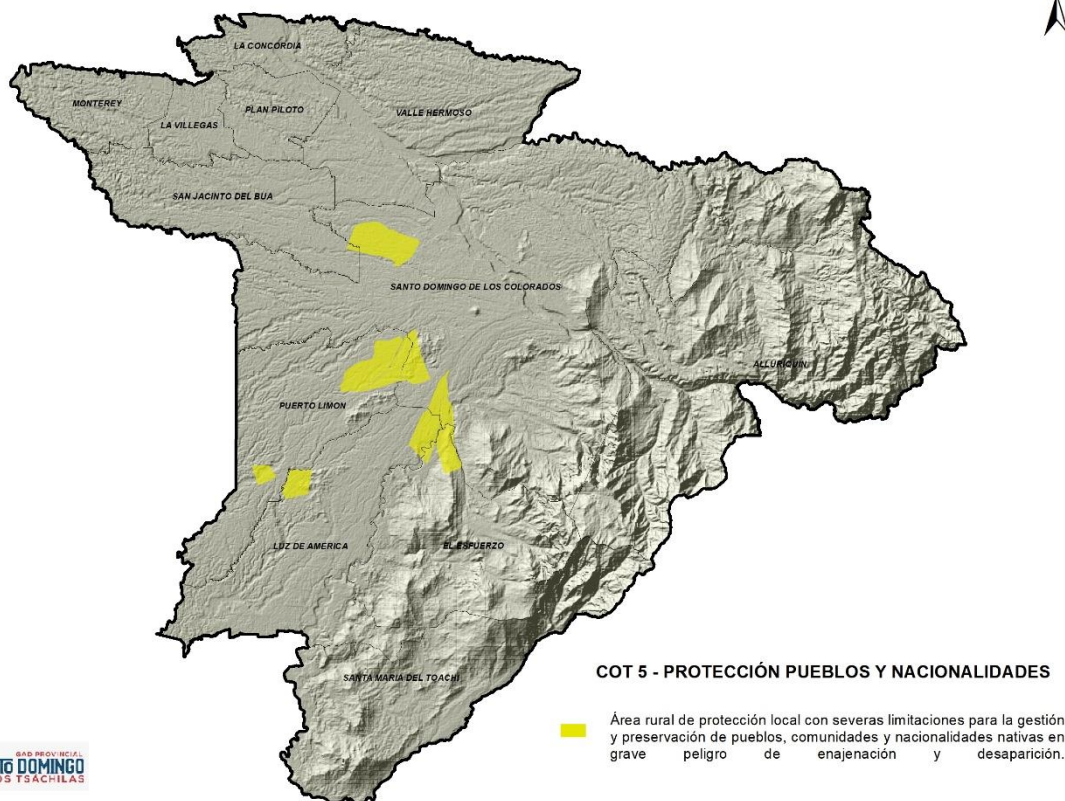 LA CONCORDIA
MONTEREY
PLAN PILOTO
VALLE HERMOSO
LA VILLEGAS
SAN JACINTO DEL BUA
SANTO DOMINGO DE LOS COLORADOS
ALLURIQUIN
PUERTO LIMON
LUZ DE AMERICA
EL ESFUERZO
SANTA MARIA DEL TOACHI
COT 5 - PROTECCIÓN PUEBLOS Y NACIONALIDADES
Área rural de protección local con severas limitaciones para la gestión
y preservación de pueblos, comunidades y nacionalidades nativas en
grave peligro de enajenación y desaparición.
GAD PROVINCIAL
TO DOMINGO
OS TSÁCHILAS